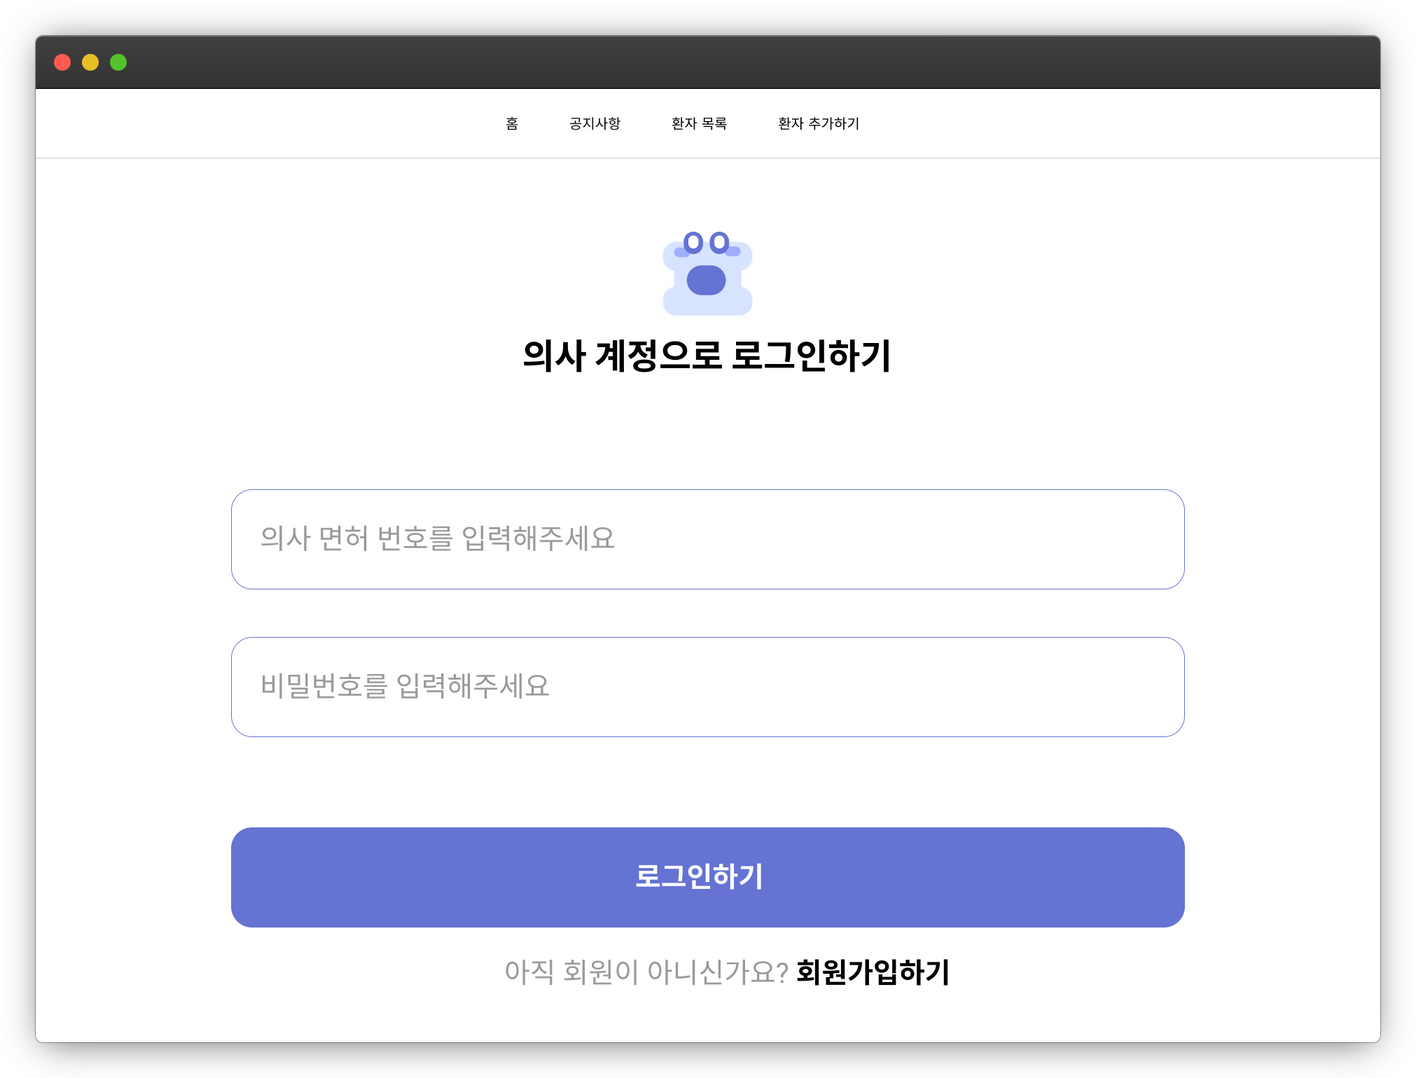 홈 공지사항 환자 목록 환자 추가하기
의사 계정으로 로그인하기
의사 면허 번호를 입력해주세요
비밀번호를 입력해주세요
로그인하기
아직 회원이 아니신가요? 회원가입하기